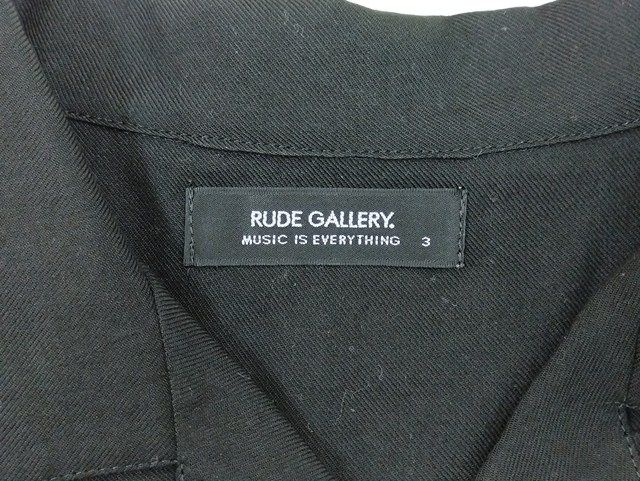 RUDE GALLERY.
MUSIC IS EVERYTHING 3